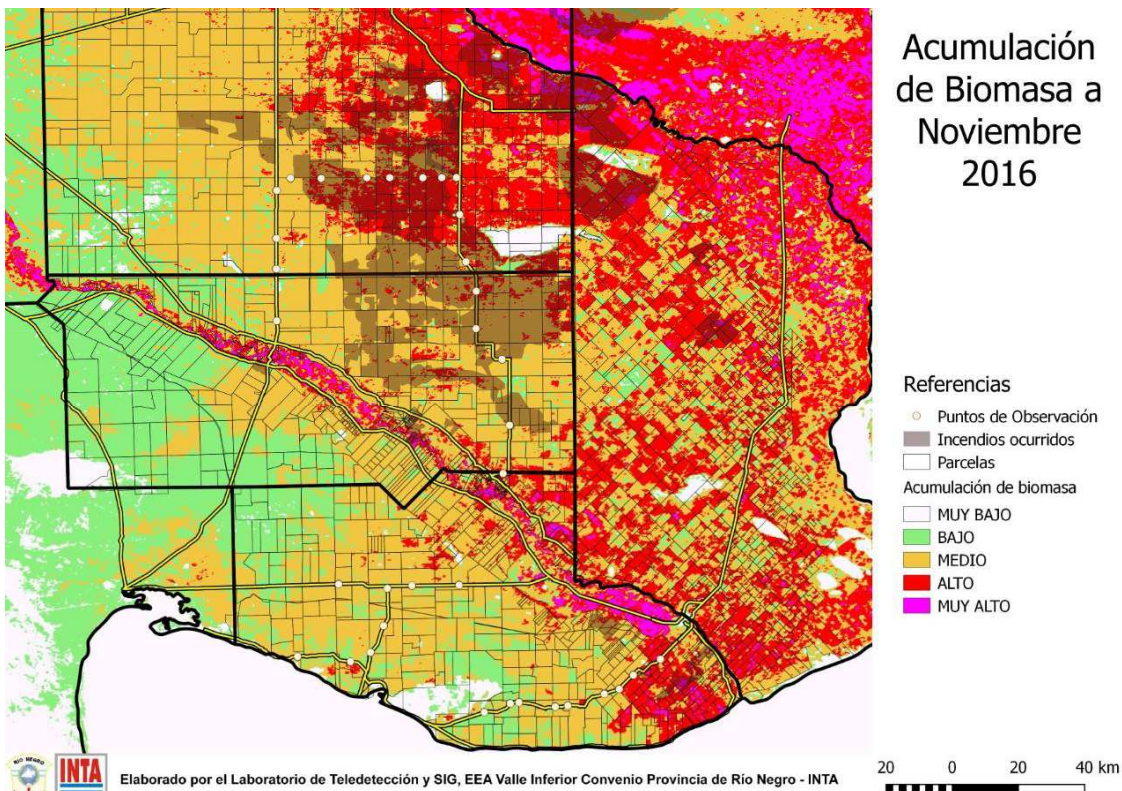 Acumulación
de Biomasa a
Noviembre
2016
Referencias
Puntos de Observación
Incendios ocurridos
Parcelas
Acumulación de biomasa
MUY BAJO
BAJO
MEDIO
ALTO
MUY ALTO
RIO NEGRO
INTA
Elaborado por el Laboratorio de Teledetección y SIG, EEA Valle Inferior Convenio Provincia de Río Negro - INTA
20 0 20 40 km